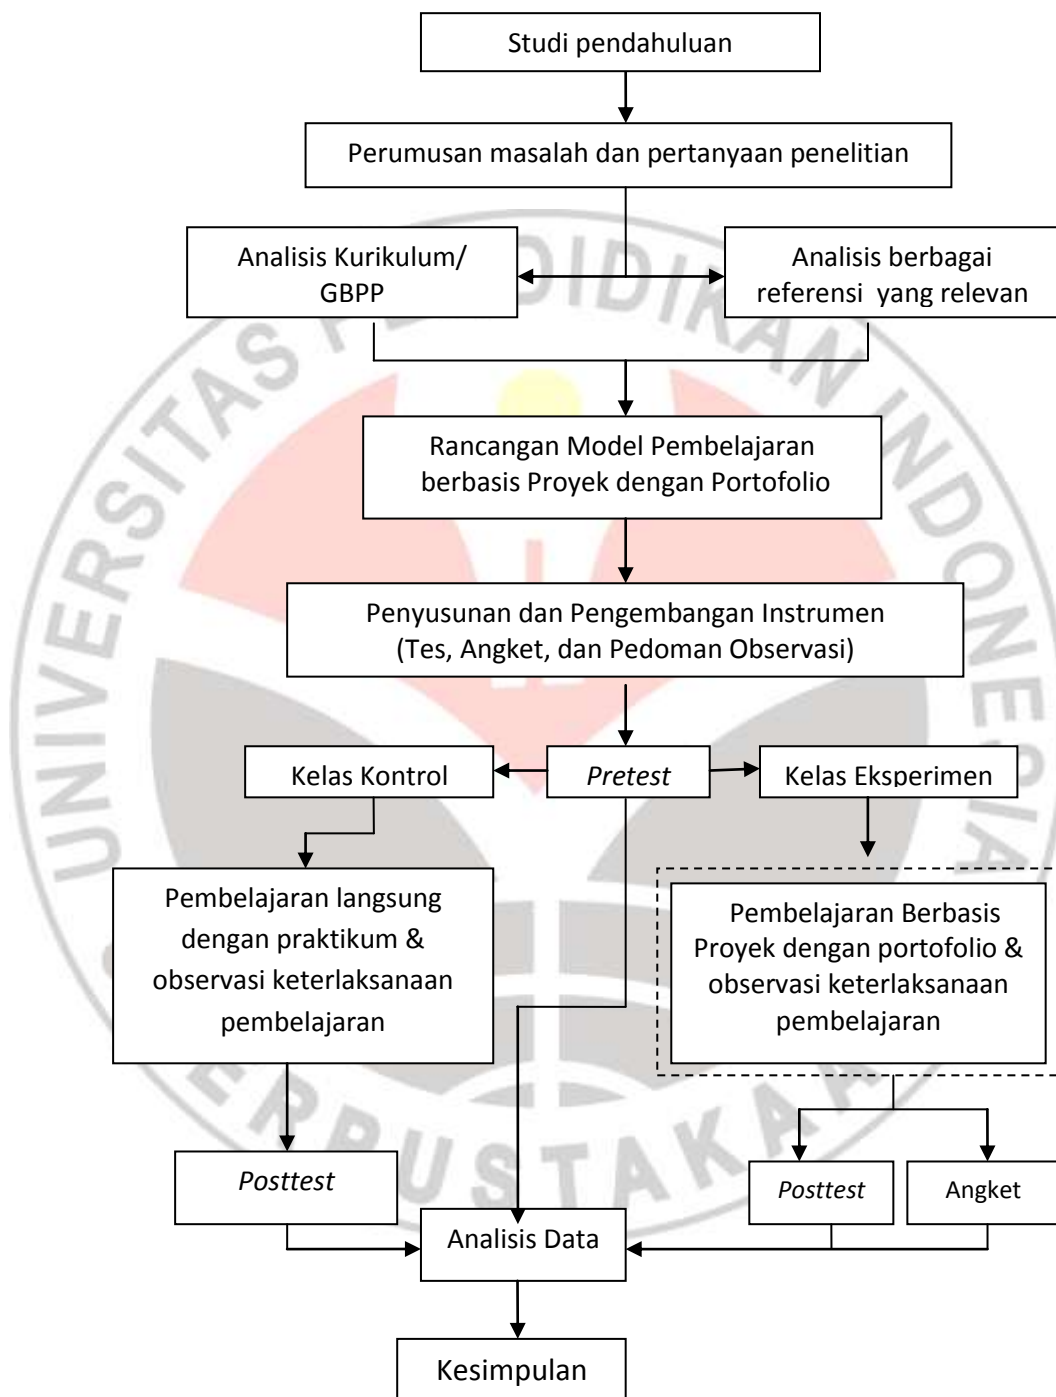 Studi pendahuluan
Perumusan masalah dan pertanyaan penelitian
Analisis Kurikulum/
GBPP
Analisis berbagai
referensi yang relevan
Rancangan Model Pembelajaran
berbasis Proyek dengan Portofolio
Penyusunan dan Pengembangan Instrumen
(Tes, Angket, dan Pedoman Observasi)
Kelas Kontrol
Pretest
Kelas Eksperimen
Pembelajaran langsung
dengan praktikum &
observasi keterlaksanaan
pembelajaran
Pembelajaran Berbasis
Proyek dengan portofolio &
observasi keterlaksanaan
pembelajaran
Posttest
Posttest
Angket
Analisis Data
Kesimpulan
UNIVERSITAS PENDIDIKAN INDONESIA